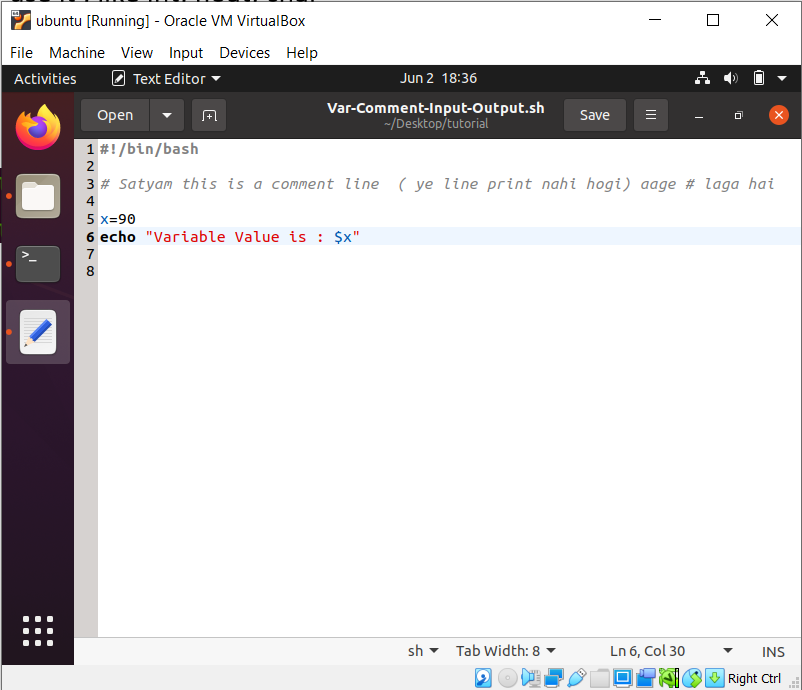 ubuntu [Running] - Oracle VM VirtualBox
File Machine View Input Devices Help
Activities Text Editor Jun 2 18:36
Open Var-Comment-Input-Output.sh Save
~/Desktop/tutorial
1 #!/bin/bash
2
3 # Satyam this is a comment line ( ye line print nahi hogi) aage # laga hai
4
5 x=90
6 echo "Variable Value is : $x"
7
8
sh Tab Width: 8 Ln 6, Col 30 INS
Right Ctrl